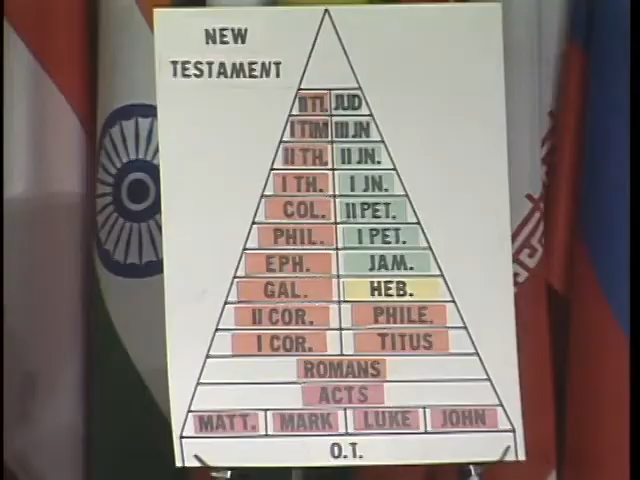 NEW
TESTAMENT
II TI. JUD
I TIM III JN
II TH. II JN.
I TH. I JN.
COL. II PET.
PHIL. I PET.
EPH. JAM.
GAL. HEB.
II COR. PHILE.
I COR. TITUS
ROMANS
ACTS
MATT. MARK LUKE JOHN
O.T.